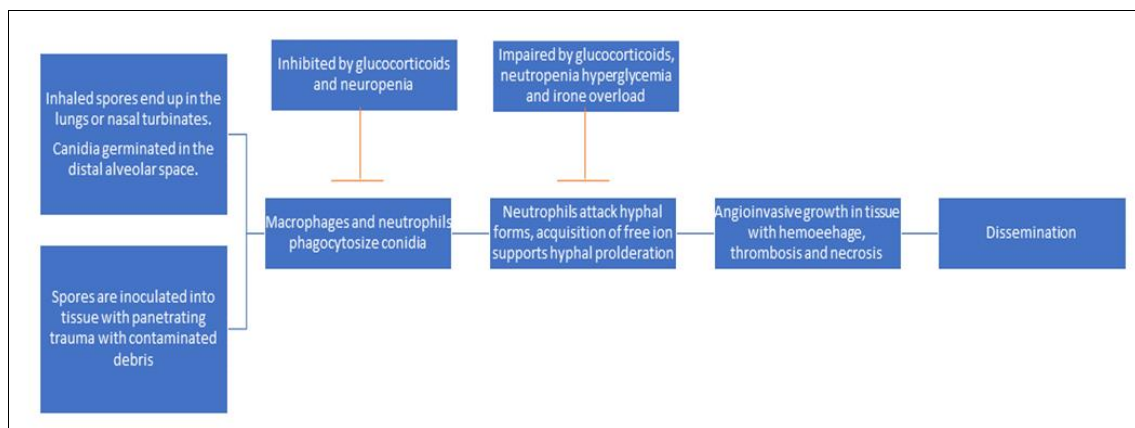 Inhaled spores end up in the
lungs or nasal turbinates.
Canidia germinated in the
distal alveolar space.
Spores are inoculated into
tissue with panetrating
trauma with contaminated
debris
Inhibited by glucocorticoids
and neuropenia
Macrophages and neutrophils
phagocytosize conidia
Impaired by glucocorticoids,
neutropenia hyperglycemia
and irone overload
Neutrophils attack hyphal
forms, acquisition of free ion
supports hyphal prolderation
Angioinvasive growth in tissue
with hemoeehage,
thrombosis and necrosis
Dissemination